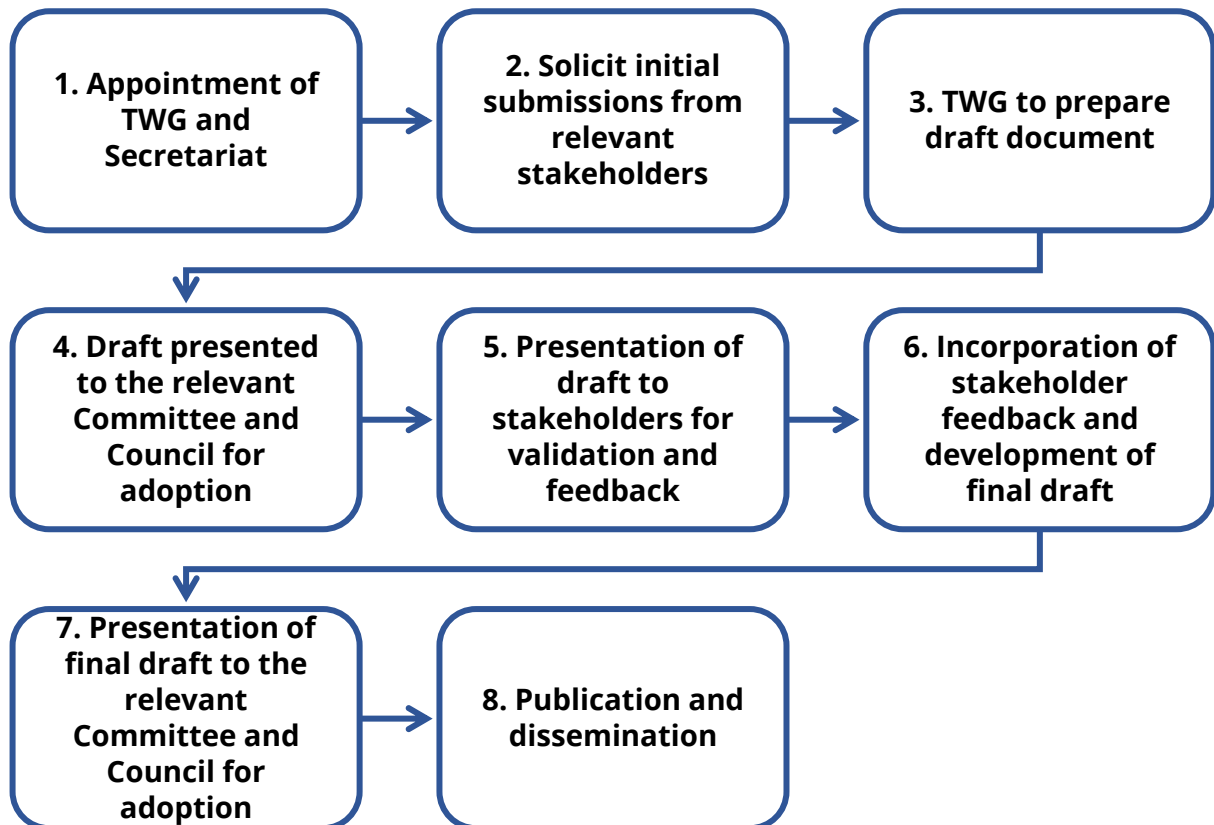 1. Appointment of
TWG and
Secretariat
2. Solicit initial
submissions from
relevant
stakeholders
3. TWG to prepare
draft document
4. Draft presented
to the relevant
Committee and
Council for
adoption
5. Presentation of
draft to
stakeholders for
validation and
feedback
6. Incorporation of
stakeholder
feedback and
development of
final draft
7. Presentation of
final draft to the
relevant
Committee and
Council for
adoption
8. Publication and
dissemination